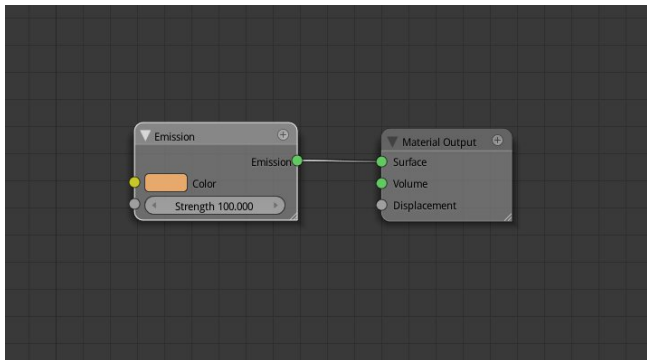 Emission
Emission
Color
Strength 100.000
Material Output
Surface
Volume
Displacement